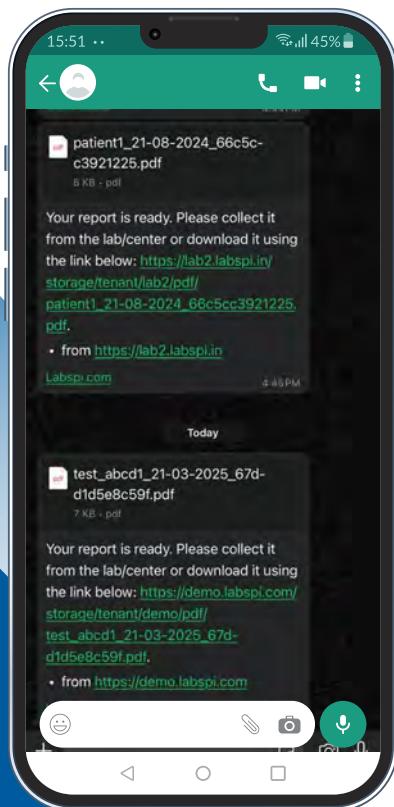 15:51
45%
patient1_21-08-2024_66c5c-
c3921225.pdf
6 KB - pdf
Your report is ready. Please collect it
from the lab/center or download it using
the link below: https://lab2.labspi.in/
storage/tenant/lab2/pdf/
patient1_21-08-2024_66c5cc3921225.
pdf.
• from https://lab2.labspi.in
Labspi.com
4:45PM
Today
test_abcd1_21-03-2025_67d-
d1d5e8c59f.pdf
7 KB - pdf
Your report is ready. Please collect it
from the lab/center or download it using
the link below: https://demo.labspi.com/
storage/tenant/demo/pdf/
test_abcd1_21-03-2025_67d-
d1d5e8c59f.pdf.
• from https://demo.labspi.com